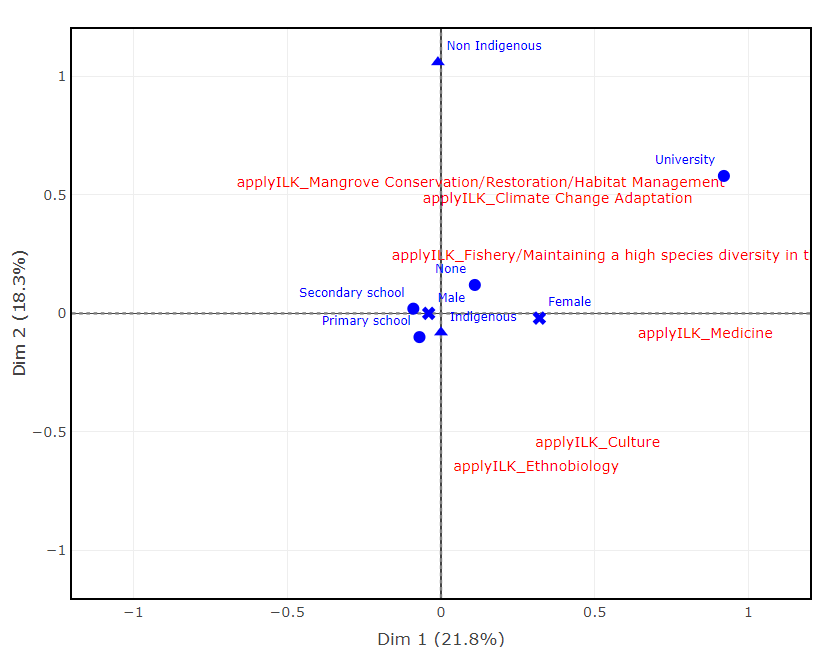 Non Indigenous
1
University
applyILK_Mangrove Conservation/Restoration/Habitat Management
0.5
applyILK_Climate Change Adaptation
applyILK_Fishery/Maintaining a high species diversity in t
None
Secondary school
Male
Female
0
Indigenous
Primary school
applyILK_Medicine
−0.5
applyILK_Culture
applyILK_Ethnobiology
−1
−1
−0.5
0
0.5
1
Dim 1 (21.8%)
Dim 2 (18.3%)